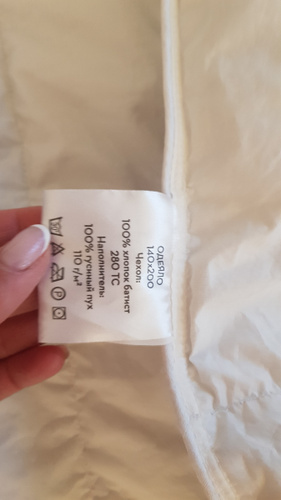 ОДЕЯЛО
140х200
Чехол:
100% хлопок батист
280 ТС
Наполнитель:
100% гусиный пух
110 г/м²